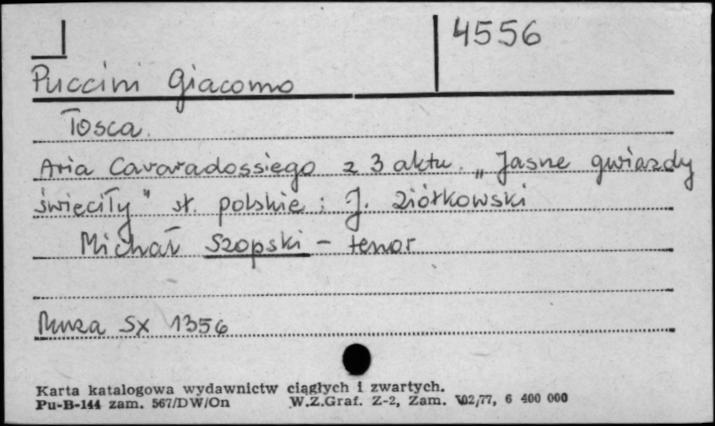 4556
Puccini Giacomo
Tosca.
Aria Cavaradossiego z 3 aktu. „Jasne gwiazdy
święciły" sł. polskie: J. Ziółkowski
Michał Szopski - tenor
Muza SX 1356
Karta katalogowa wydawnictw ciągłych i zwartych.
Pu-B-144 zam. 567/DW/On W.Z.Graf. Z-2, Zam. 102/77, 6 400 000